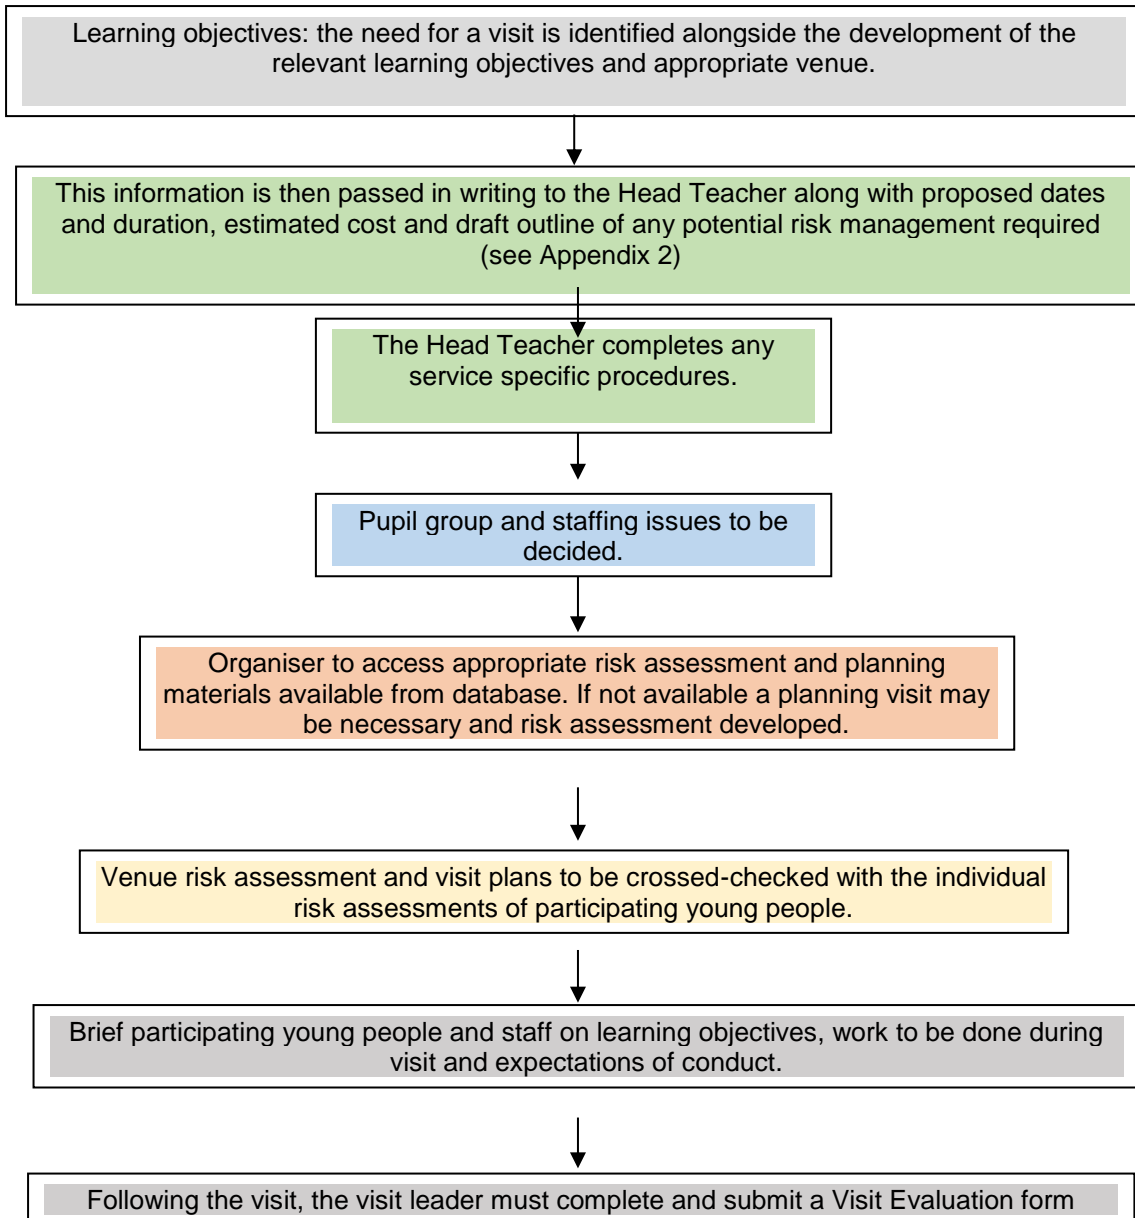 Learning objectives: the need for a visit is identified alongside the development of the
relevant learning objectives and appropriate venue.
This information is then passed in writing to the Head Teacher along with proposed dates
and duration, estimated cost and draft outline of any potential risk management required
(see Appendix 2)
The Head Teacher completes any
service specific procedures.
Pupil group and staffing issues to be
decided.
Organiser to access appropriate risk assessment and planning
materials available from database. If not available a planning visit may
be necessary and risk assessment developed.
Venue risk assessment and visit plans to be crossed-checked with the individual
risk assessments of participating young people.
Brief participating young people and staff on learning objectives, work to be done during
visit and expectations of conduct.
Following the visit, the visit leader must complete and submit a Visit Evaluation form